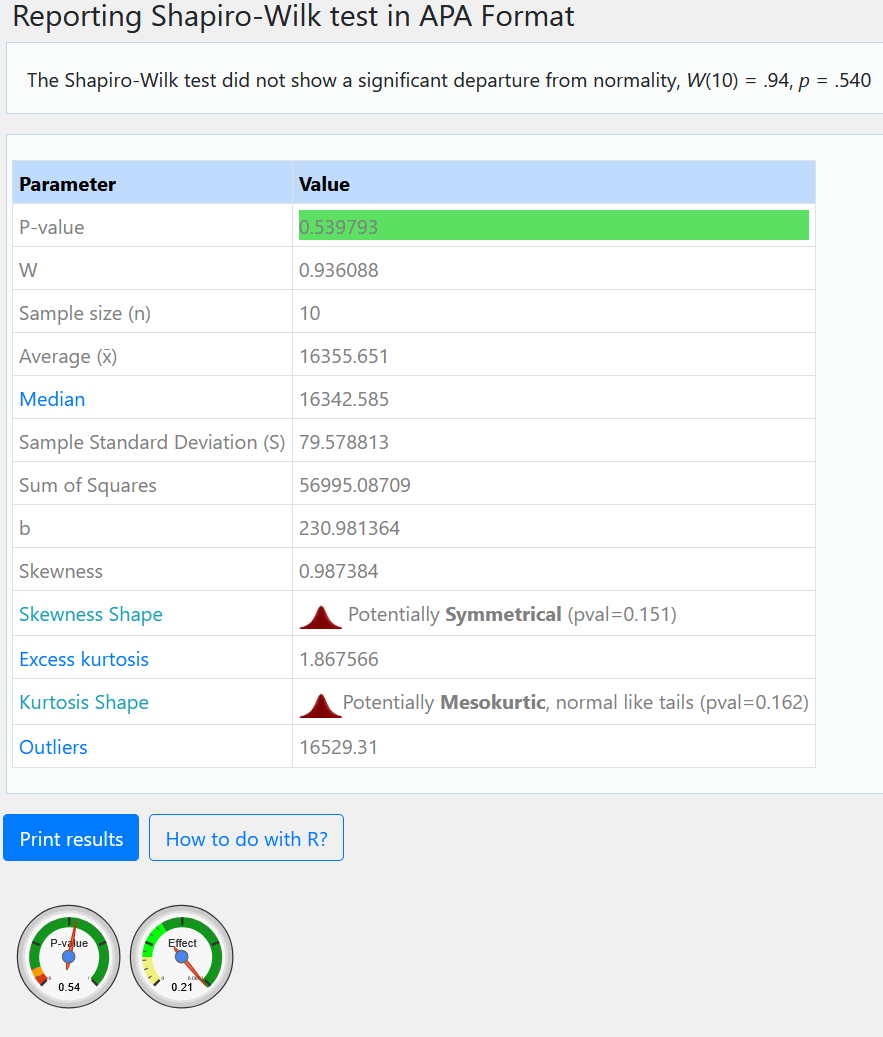 Reporting Shapiro-Wilk test in APA Format
The Shapiro-Wilk test did not show a significant departure from normality, W(10) = .94, p = .540
Parameter Value
P-value 0.539793
W 0.936088
Sample size (n) 10
Average (x̄) 16355.651
Median 16342.585
Sample Standard Deviation (S) 79.578813
Sum of Squares 56995.08709
b 230.981364
Skewness 0.987384
Skewness Shape Potentially Symmetrical (pval=0.151)
Excess kurtosis 1.867566
Kurtosis Shape Potentially Mesokurtic, normal like tails (pval=0.162)
Outliers 16529.31
Print results How to do with R?
P-value Effect
0.54 0.21